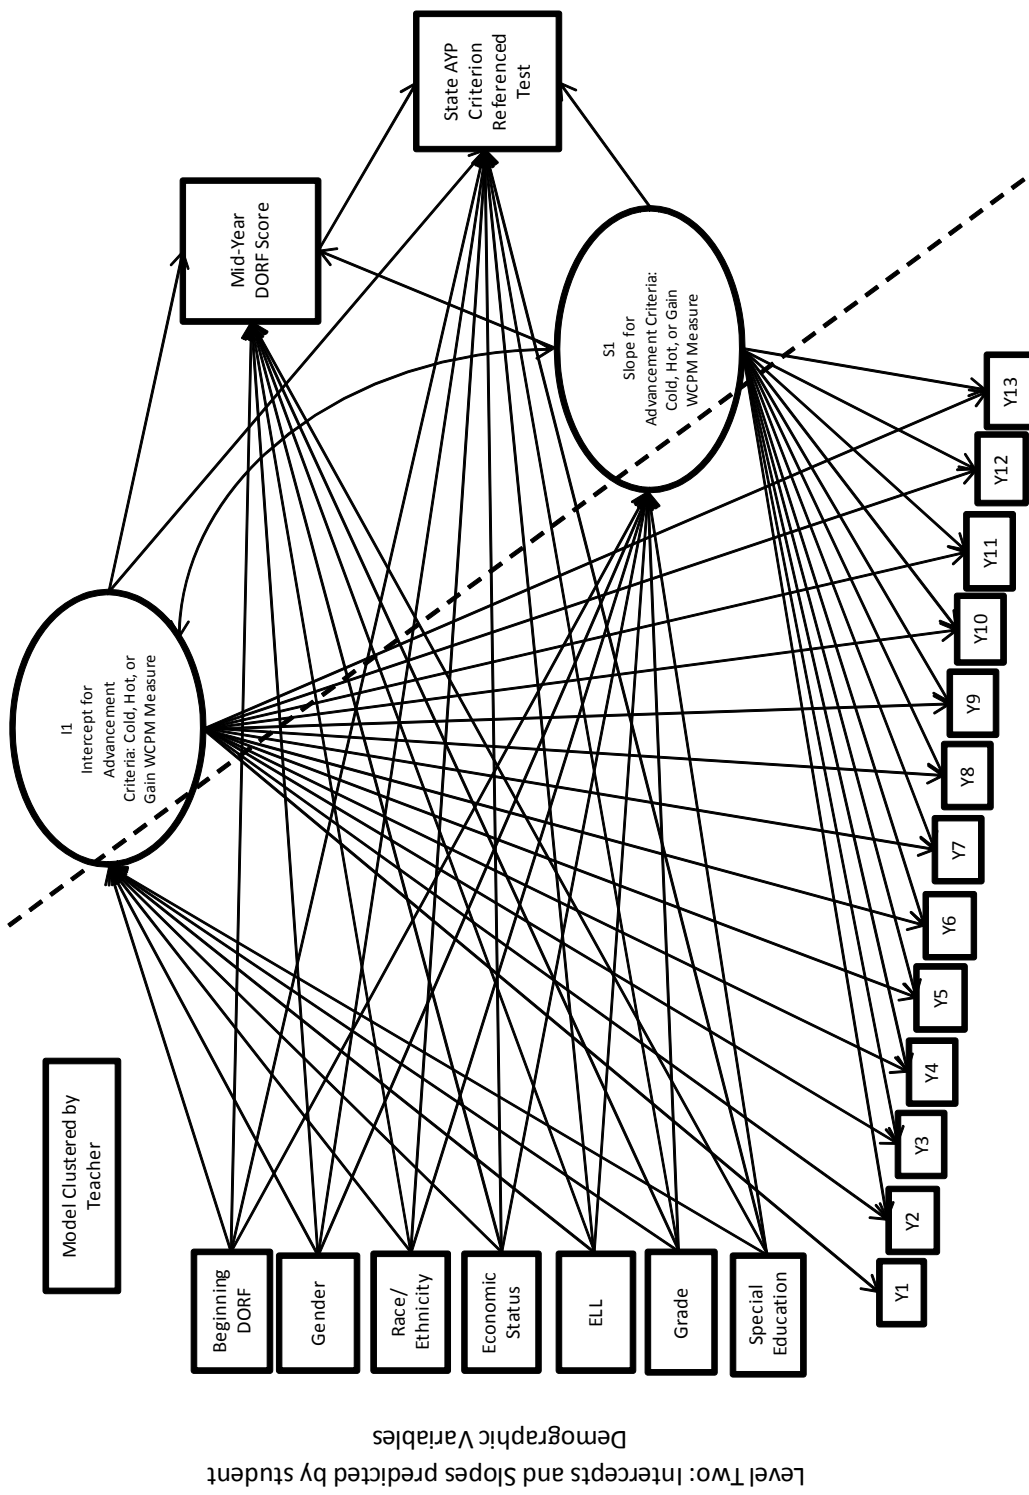 Model Clustered by
Teacher
I1
Intercept for
Advancement
Criteria: Cold, Hot, or
Gain WCPM Measure
Mid-Year
DORF Score
State AYP
Criterion
Referenced
Test
S1
Slope for
Advancement Criteria:
Cold, Hot, or Gain
WCPM Measure
Beginning
DORF
Gender
Race/
Ethnicity
Economic
Status
ELL
Grade
Special
Education
Y1
Y2
Y3
Y4
Y5
Y6
Y7
Y8
Y9
Y10
Y11
Y12
Y13
Level Two: Intercepts and Slopes predicted by student
Demographic Variables